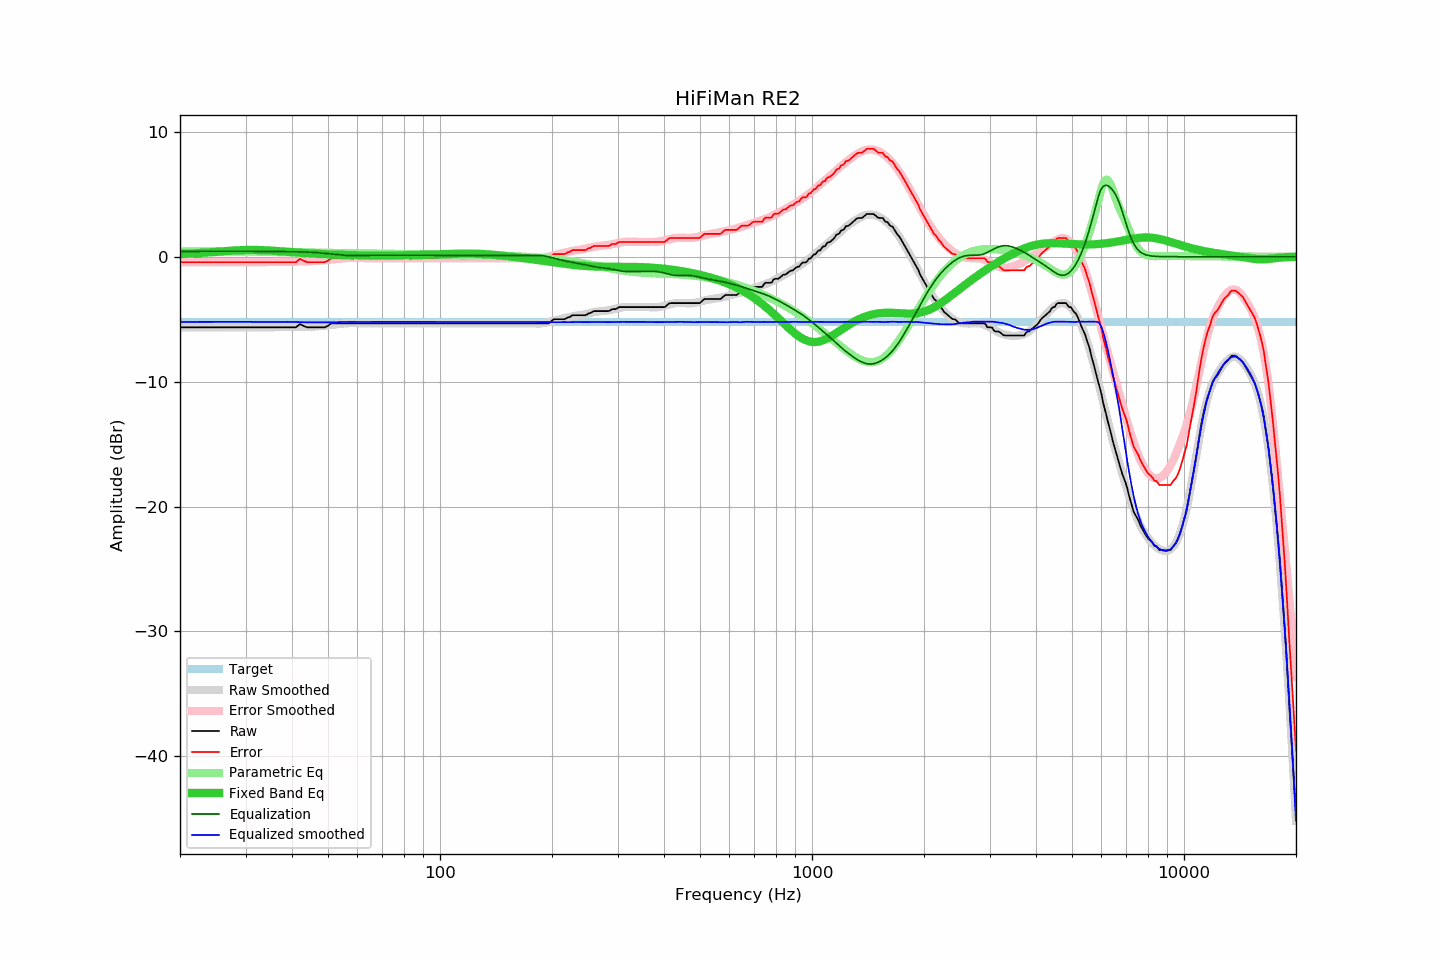 HiFiMan RE2
10
0
−10
−20
−30
−40
Amplitude (dBr)
Target
Raw Smoothed
Error Smoothed
Raw
Error
Parametric Eq
Fixed Band Eq
Equalization
Equalized smoothed
100
1000
10000
Frequency (Hz)